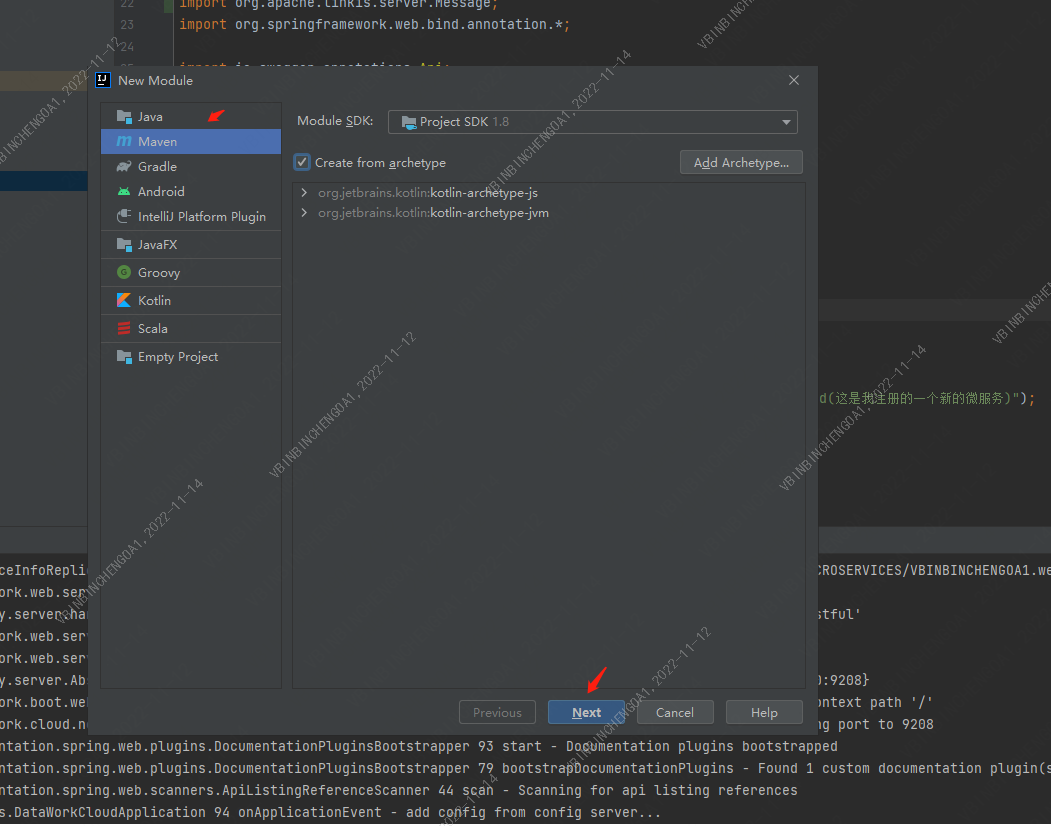 22 import org.apache.linkis.server.Message;
23 import org.springframework.web.bind.annotation.*;
24
New Module
Java
Maven
Gradle
Android
IntelliJ Platform Plugin
JavaFX
Groovy
Kotlin
Scala
Empty Project
Module SDK: Project SDK 1.8
Create from archetype Add Archetype...
org.jetbrains.kotlin:kotlin-archetype-js
org.jetbrains.kotlin:kotlin-archetype-jvm
d(这是我注册的一个新的微服务)");
Previous Next Cancel Help
ceInfoRepli CROSERVICES/VBINBINCHENGOA1.we
ork.web.ser
y.server.ha stful'
ork.web.ser
ork.web.ser
y.server.Ab 0:9208}
ork.boot.we ontext path '/'
ork.cloud.n ng port to 9208
ntation.spring.web.plugins.DocumentationPluginsBootstrapper 93 start - Documentation plugins bootstrapped
ntation.spring.web.plugins.DocumentationPluginsBootstrapper 79 bootstrapDocumentationPlugins - Found 1 custom documentation plugin(s
ntation.spring.web.scanners.ApiListingReferenceScanner 44 scan - Scanning for api listing references
s.DataWorkCloudApplication 94 onApplicationEvent - add config from config server...
VBINBINCHENGOA1, 2022-11-14
VBINBINCHENGOA1, 2022-11-12
VBINBINCHENGOA1, 2022-11-14
VBINBINCHENGOA1, 2022-11-12
VBINBINCHENGOA1, 2022-11-14
VBINBINCHENGOA1, 2022-11-12